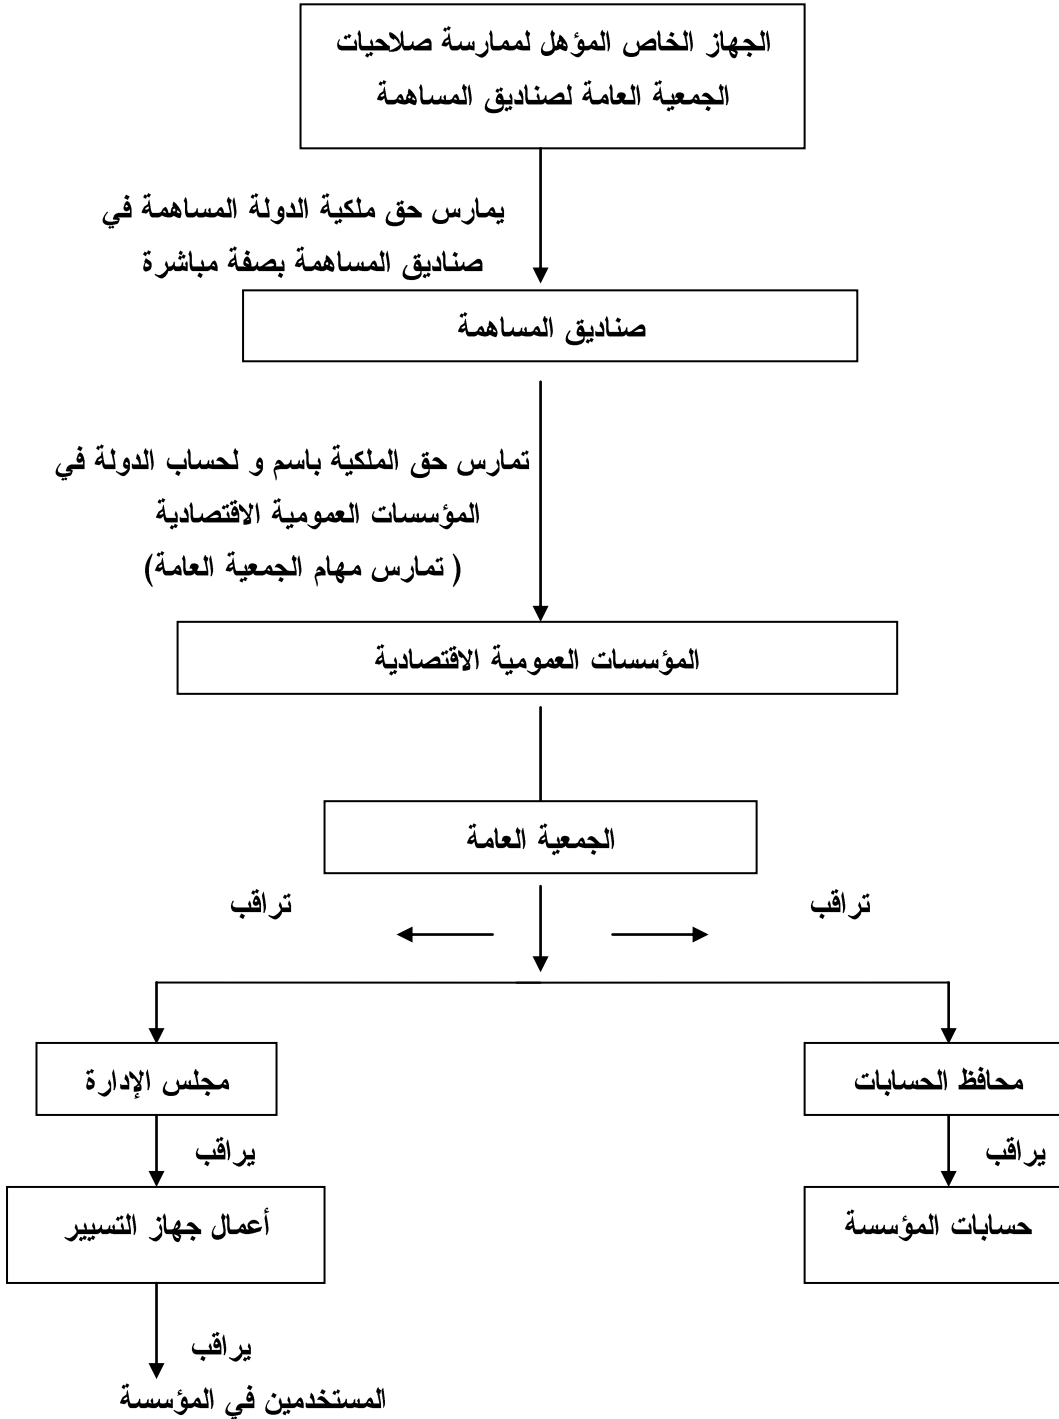 الجهاز الخاص المؤهل لممارسة صلاحيات
الجمعية العامة لصناديق المساهمة
يمارس حق ملكية الدولة المساهمة في
صناديق المساهمة بصفة مباشرة
صناديق المساهمة
تمارس حق الملكية باسم و لحساب الدولة في
المؤسسات العمومية الاقتصادية
( تمارس مهام الجمعية العامة)
المؤسسات العمومية الاقتصادية
الجمعية العامة
تراقب
تراقب
محافظ الحسابات
مجلس الإدارة
يراقب
يراقب
حسابات المؤسسة
أعمال جهاز التسيير
يراقب
المستخدمين في المؤسسة